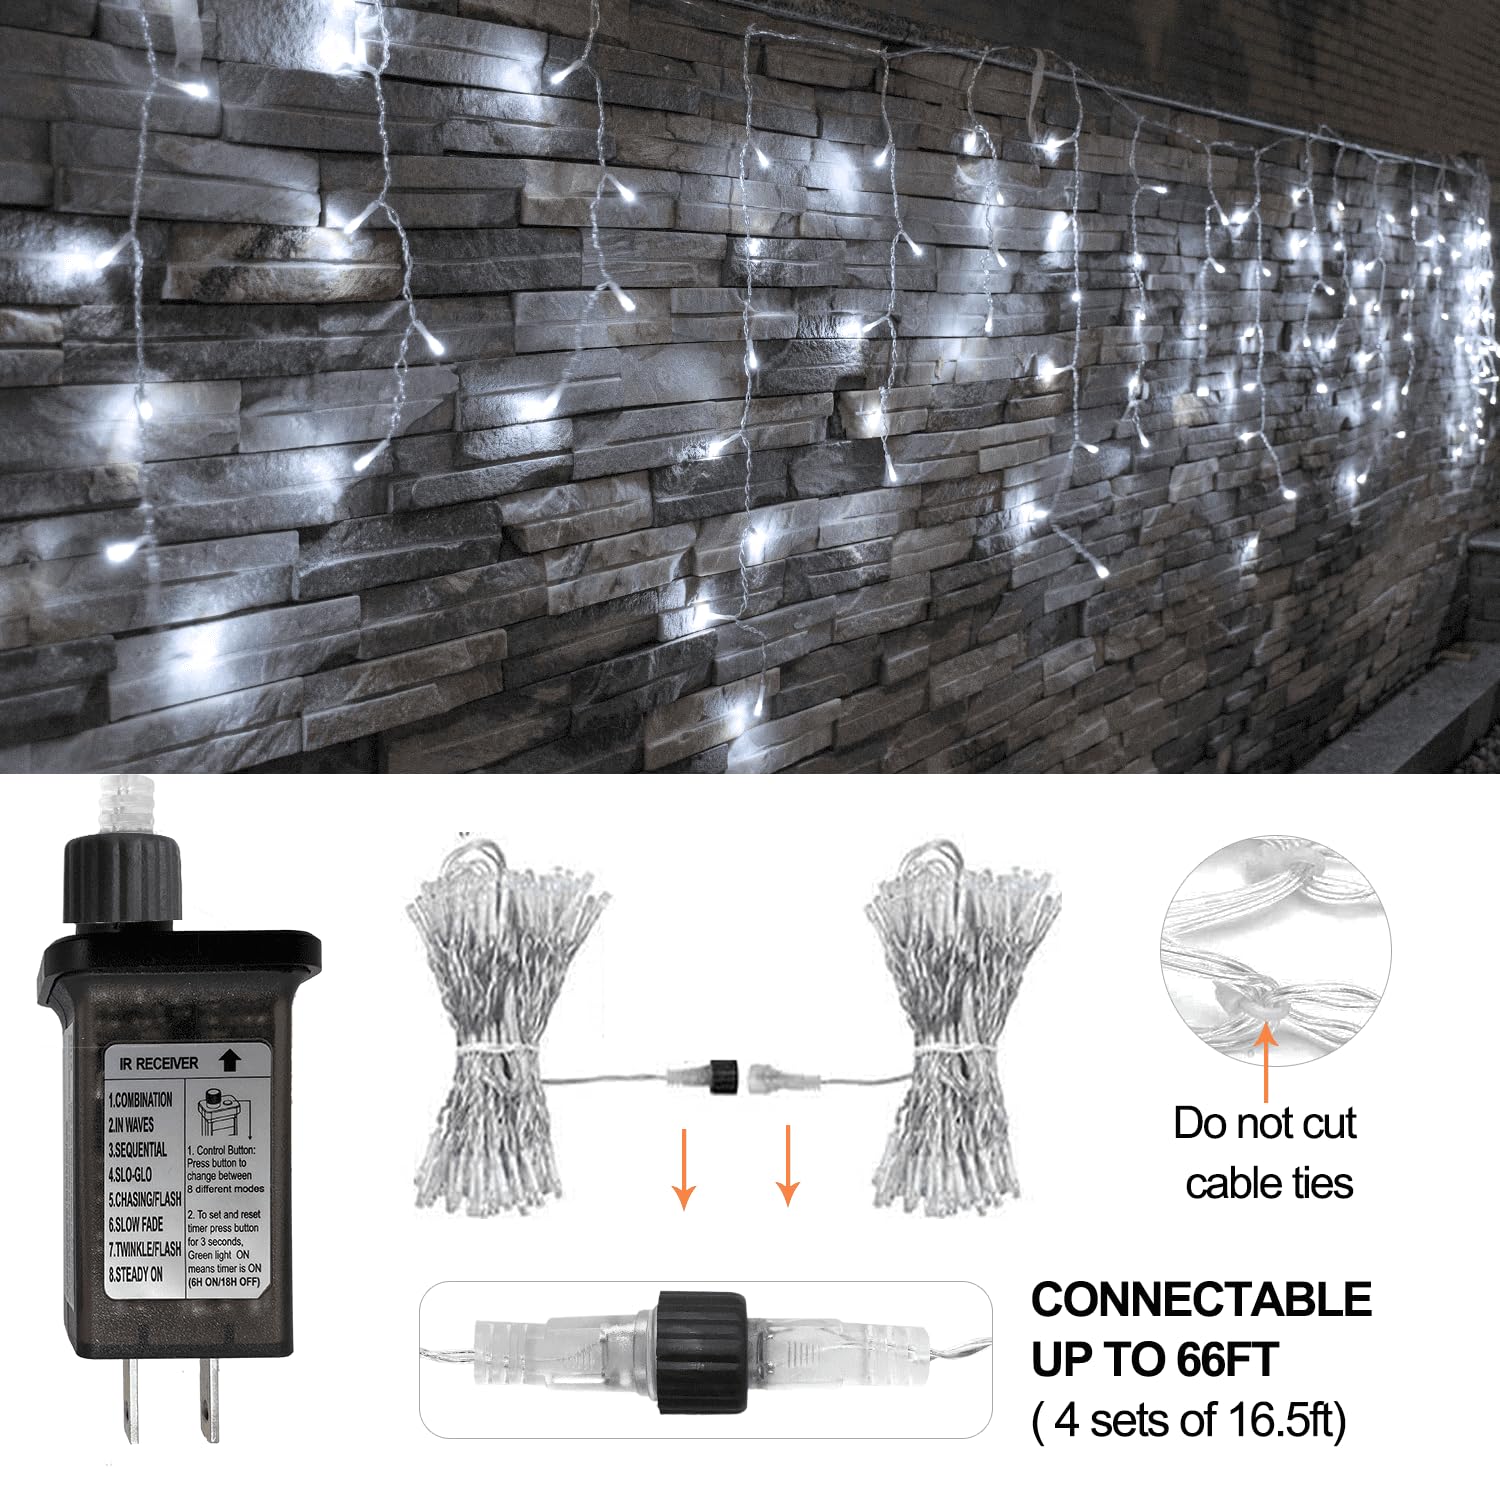 IR RECEIVER
1.COMBINATION
2.IN WAVES
3.SEQUENTIAL
4.SLO-GLO
5.CHASING/FLASH
6.SLOW FADE
7.TWINKLE/FLASH
8.STEADY ON
1. Control Button:
Press button to
change between
8 different modes
2. To set and reset
timer press button
for 3 seconds,
Green light ON
means timer is ON
(6H ON/18H OFF)
Do not cut
cable ties
CONNECTABLE
UP TO 66FT
( 4 sets of 16.5ft)